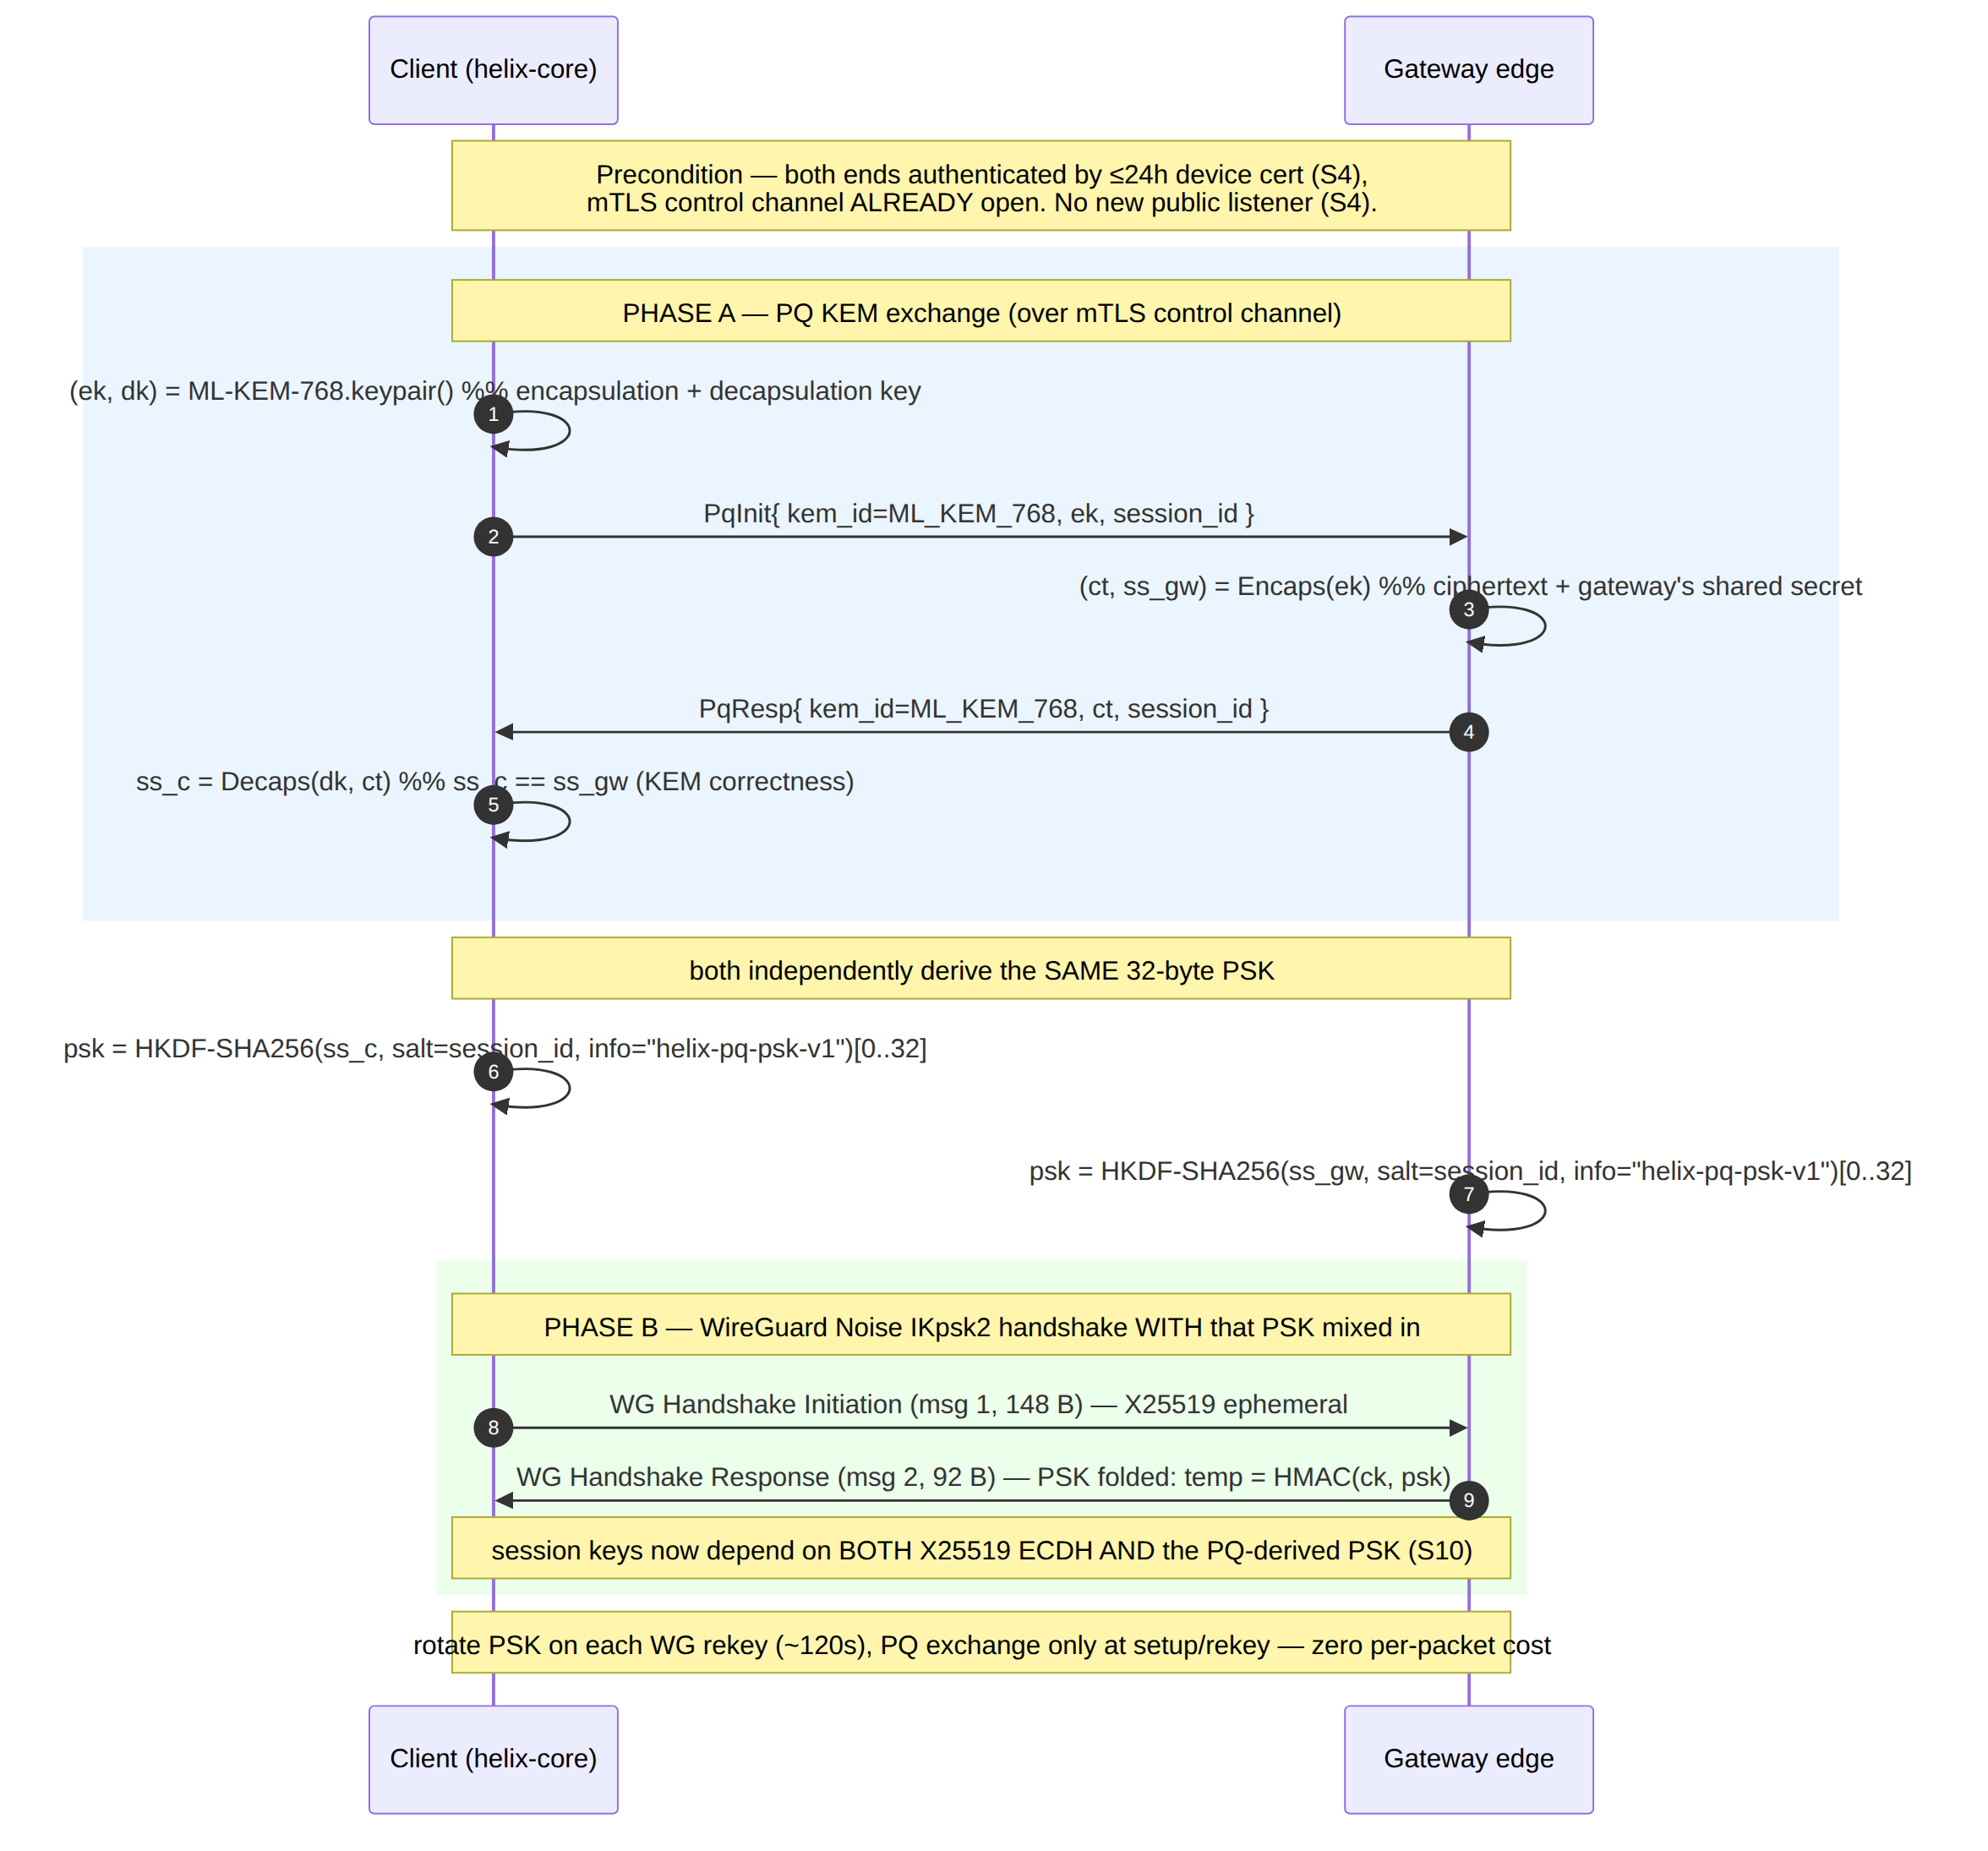 Client (helix-core)
Gateway edge
Precondition — both ends authenticated by ≤24h device cert (S4),
mTLS control channel ALREADY open. No new public listener (S4).
PHASE A — PQ KEM exchange (over mTLS control channel)
(ek, dk) = ML-KEM-768.keypair() %% encapsulation + decapsulation key
1
PqInit{ kem_id=ML_KEM_768, ek, session_id }
2
(ct, ss_gw) = Encaps(ek) %% ciphertext + gateway's shared secret
3
PqResp{ kem_id=ML_KEM_768, ct, session_id }
4
ss_c = Decaps(dk, ct) %% ss_c == ss_gw (KEM correctness)
5
both independently derive the SAME 32-byte PSK
psk = HKDF-SHA256(ss_c, salt=session_id, info="helix-pq-psk-v1")[0..32]
6
psk = HKDF-SHA256(ss_gw, salt=session_id, info="helix-pq-psk-v1")[0..32]
7
PHASE B — WireGuard Noise IKpsk2 handshake WITH that PSK mixed in
WG Handshake Initiation (msg 1, 148 B) — X25519 ephemeral
8
WG Handshake Response (msg 2, 92 B) — PSK folded: temp = HMAC(ck, psk)
9
session keys now depend on BOTH X25519 ECDH AND the PQ-derived PSK (S10)
rotate PSK on each WG rekey (~120s), PQ exchange only at setup/rekey — zero per-packet cost
Client (helix-core)
Gateway edge